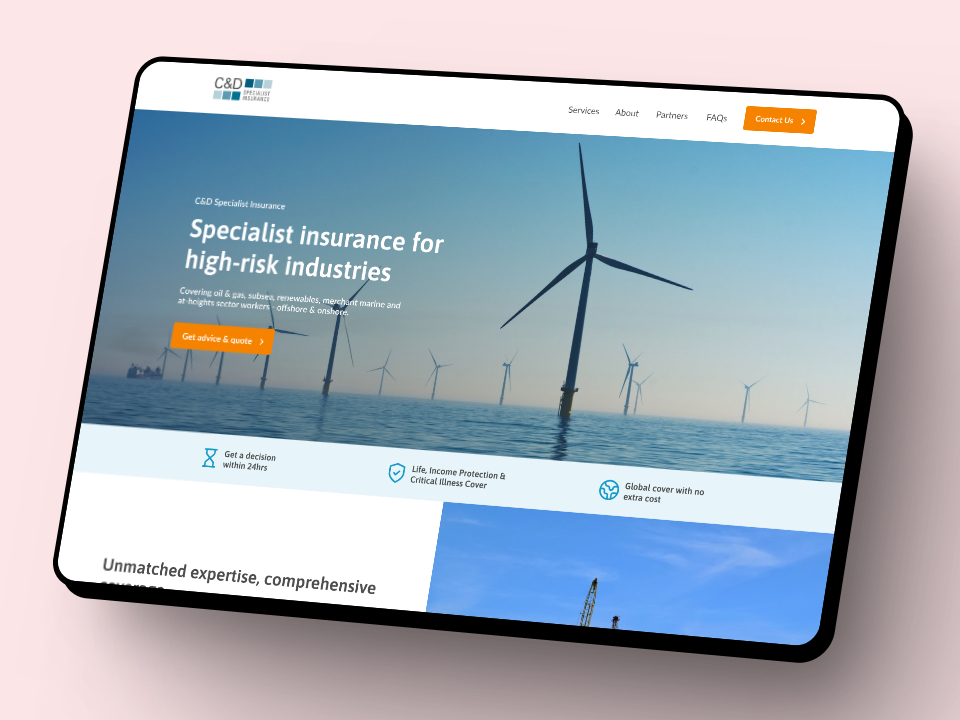 C&D
SPECIALIST
INSURANCE
Services About Partners FAQs Contact Us
C&D Specialist Insurance
Specialist insurance for
high-risk industries
Covering oil & gas, subsea, renewables, merchant marine and
at-heights sector workers - offshore & onshore.
Get advice & quote
Get a decision
within 24hrs
Life, Income Protection &
Critical Illness Cover
Global cover with no
extra cost
Unmatched expertise, comprehensive